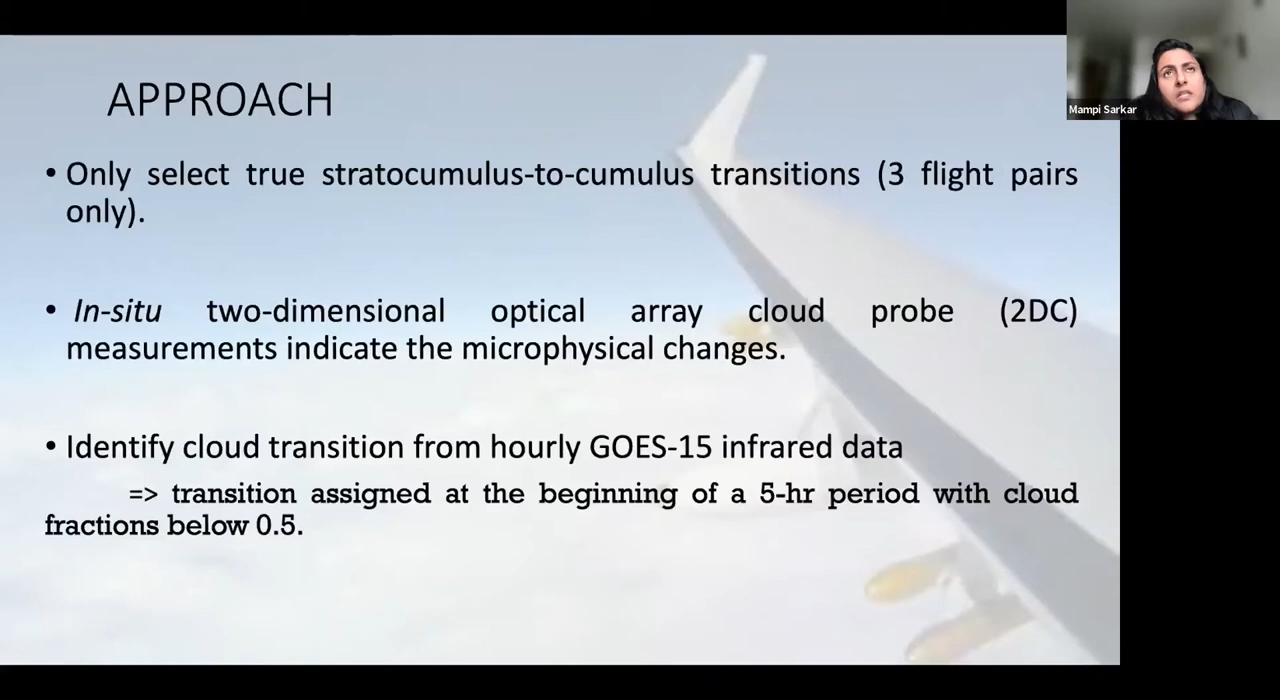 APPROACH
Mampi Sarkar
• Only select true stratocumulus-to-cumulus transitions (3 flight pairs
only).
• In-situ two-dimensional optical array cloud probe (2DC)
measurements indicate the microphysical changes.
• Identify cloud transition from hourly GOES-15 infrared data
=> transition assigned at the beginning of a 5-hr period with cloud
fractions below 0.5.